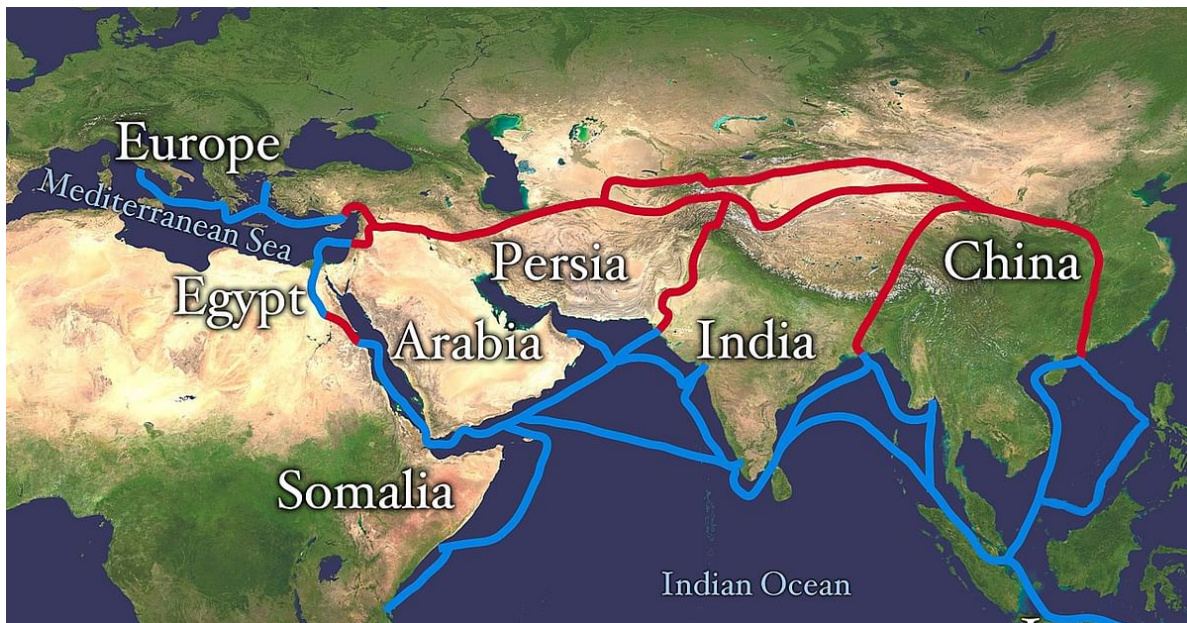 Europe
Mediterranean Sea
Egypt
Persia
China
Arabia
India
Somalia
Indian Ocean